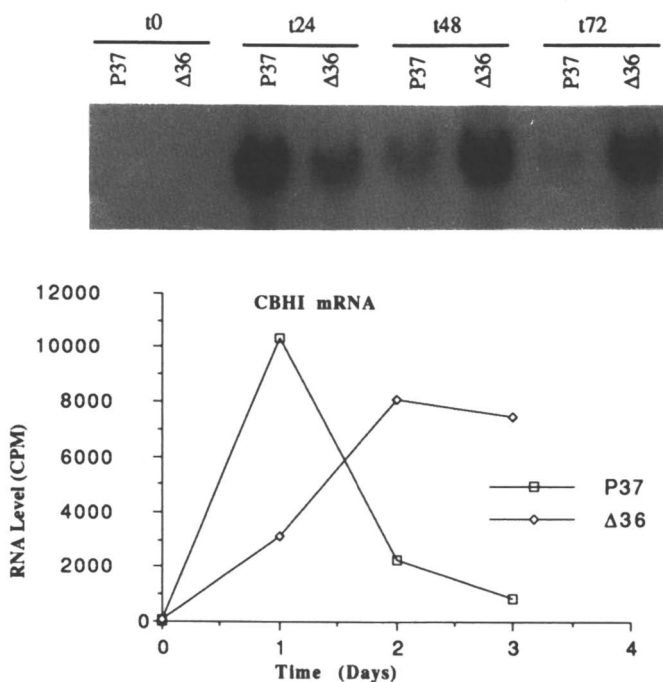 t0 t24 t48 t72
P37 Δ36 P37 Δ36 P37 Δ36 P37 Δ36
CBHI mRNA
12000
10000
8000
6000
4000
2000
0
RNA Level (CPM)
P37
Δ36
0 1 2 3 4
Time (Days)